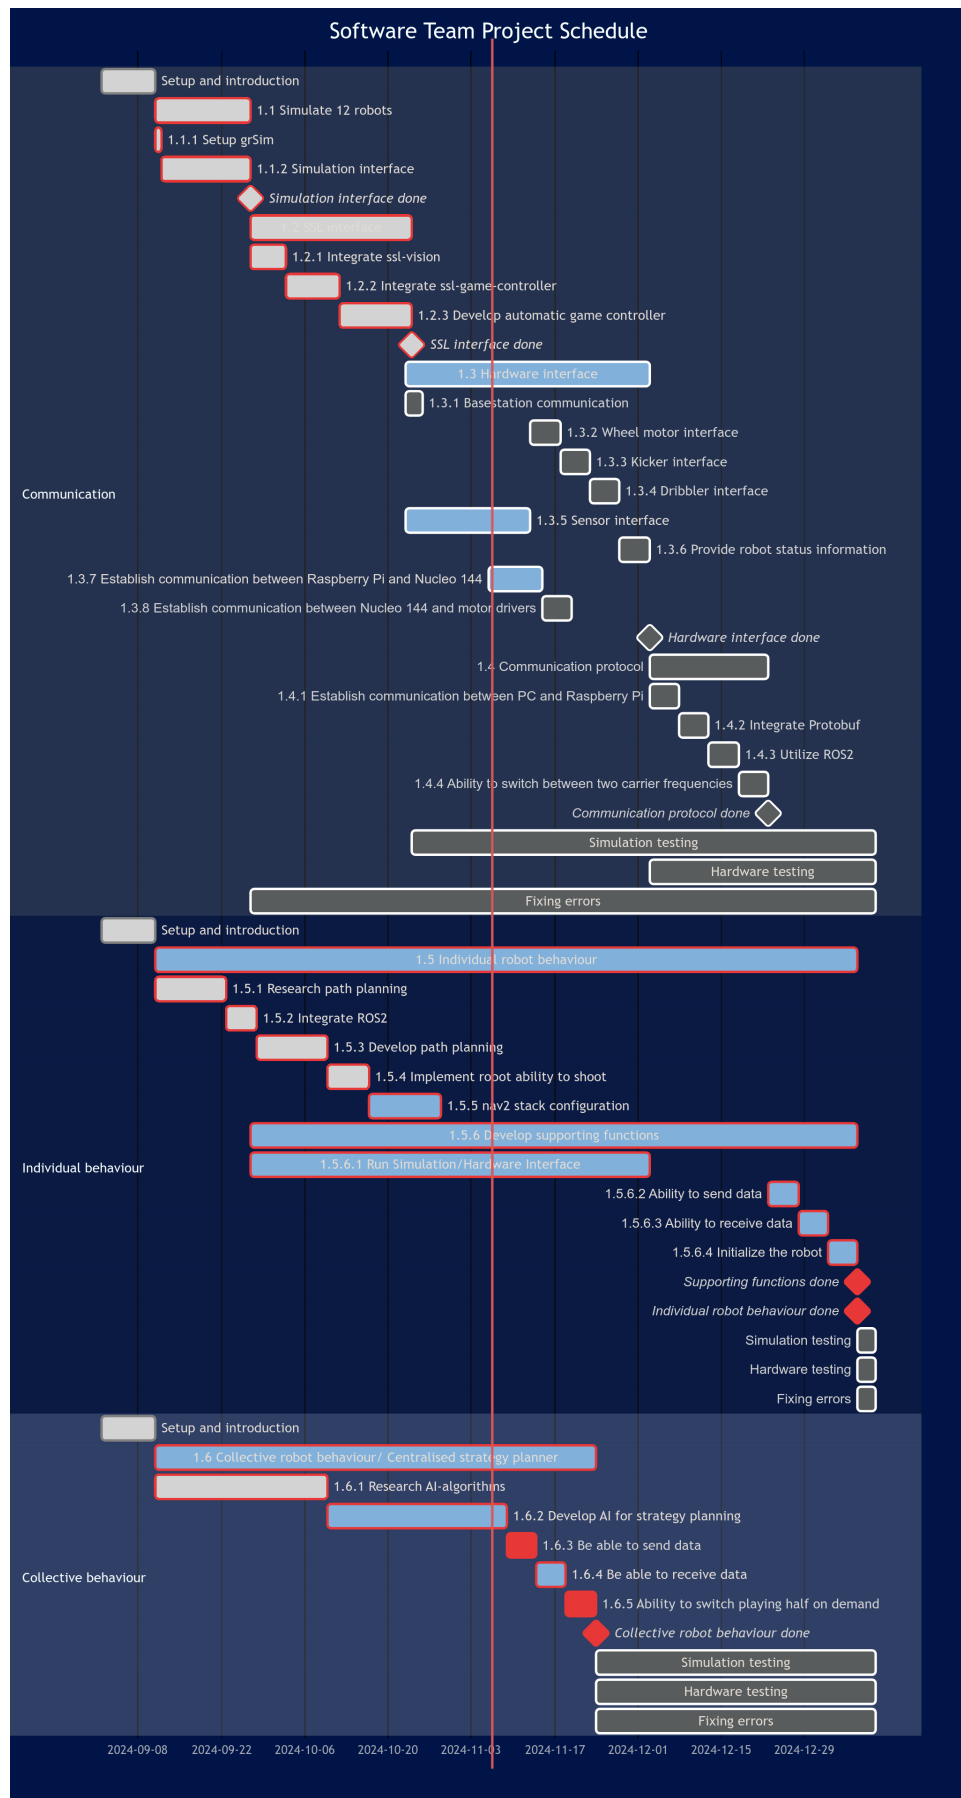 Software Team Project Schedule
Setup and introduction
1.1 Simulate 12 robots
1.1.1 Setup grSim
1.1.2 Simulation interface
Simulation interface done
1.2 SSL interface
1.2.1 Integrate ssl-vision
1.2.2 Integrate ssl-game-controller
1.2.3 Develop automatic game controller
SSL interface done
1.3 Hardware interface
1.3.1 Basestation communication
1.3.2 Wheel motor interface
1.3.3 Kicker interface
1.3.4 Dribbler interface
Communication
1.3.5 Sensor interface
1.3.6 Provide robot status information
1.3.7 Establish communication between Raspberry Pi and Nucleo 144
1.3.8 Establish communication between Nucleo 144 and motor drivers
Hardware interface done
1.4 Communication protocol
1.4.1 Establish communication between PC and Raspberry Pi
1.4.2 Integrate Protobuf
1.4.3 Utilize ROS2
1.4.4 Ability to switch between two carrier frequencies
Communication protocol done
Simulation testing
Hardware testing
Fixing errors
Setup and introduction
1.5 Individual robot behaviour
1.5.1 Research path planning
1.5.2 Integrate ROS2
1.5.3 Develop path planning
1.5.4 Implement robot ability to shoot
1.5.5 nav2 stack configuration
1.5.6 Develop supporting functions
1.5.6.1 Run Simulation/Hardware Interface
Individual behaviour
1.5.6.2 Ability to send data
1.5.6.3 Ability to receive data
1.5.6.4 Initialize the robot
Supporting functions done
Individual robot behaviour done
Simulation testing
Hardware testing
Fixing errors
Setup and introduction
1.6 Collective robot behaviour/ Centralised strategy planner
1.6.1 Research AI-algorithms
1.6.2 Develop AI for strategy planning
1.6.3 Be able to send data
1.6.4 Be able to receive data
Collective behaviour
1.6.5 Ability to switch playing half on demand
Collective robot behaviour done
Simulation testing
Hardware testing
Fixing errors
2024-09-08 2024-09-22 2024-10-06 2024-10-20 2024-11-03 2024-11-17 2024-12-01 2024-12-15 2024-12-29